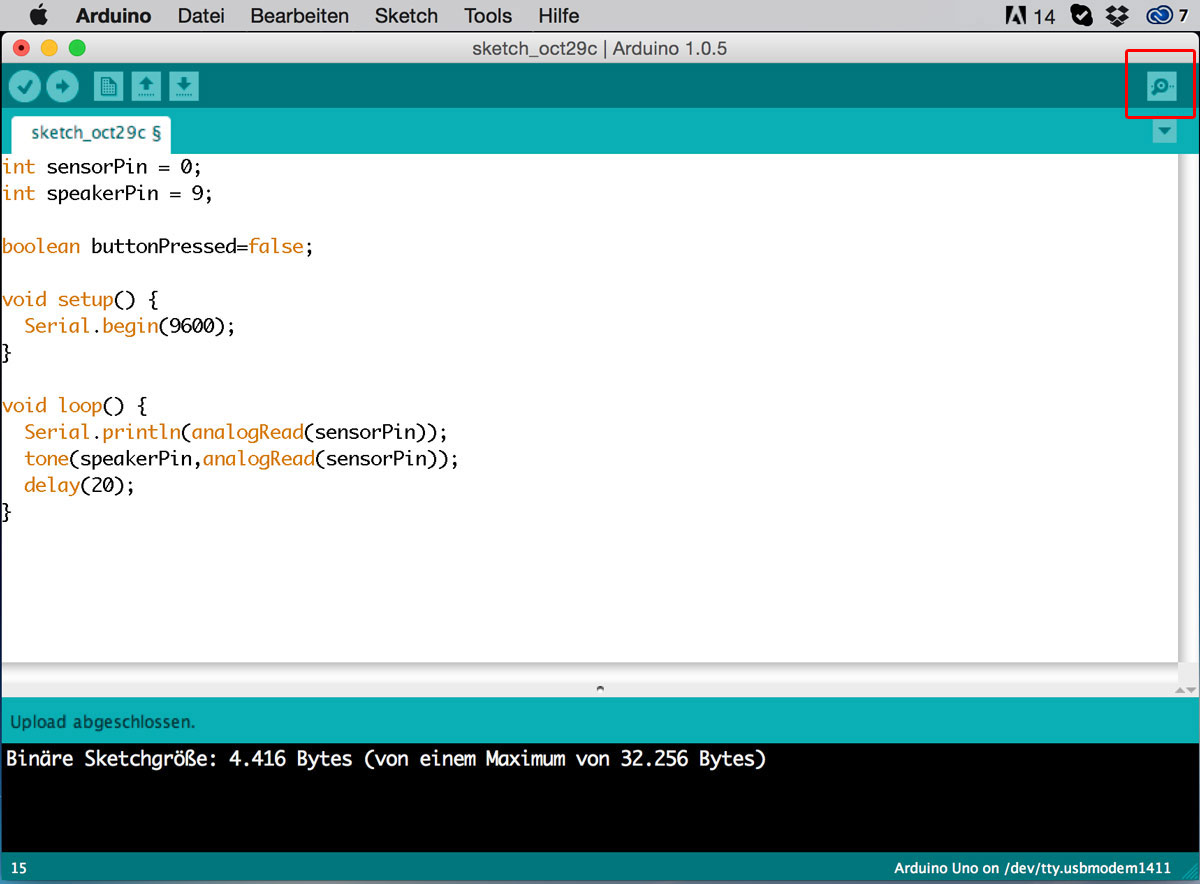 Arduino Datei Bearbeiten Sketch Tools Hilfe 14 7
sketch_oct29c | Arduino 1.0.5
sketch_oct29c §
int sensorPin = 0;
int speakerPin = 9;
boolean buttonPressed=false;
void setup() {
  Serial.begin(9600);
}
void loop() {
  Serial.println(analogRead(sensorPin));
  tone(speakerPin,analogRead(sensorPin));
  delay(20);
}
Upload abgeschlossen.
Binäre Sketchgröße: 4.416 Bytes (von einem Maximum von 32.256 Bytes)
15 Arduino Uno on /dev/tty.usbmodem1411